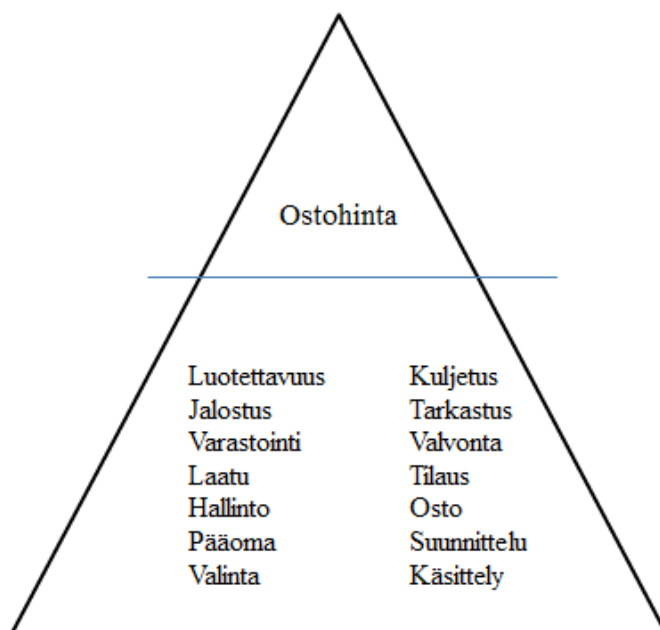 Ostohinta
Luotettavuus Kuljetus
Jalostus Tarkastus
Varastointi Valvonta
Laatu Tilaus
Hallinto Osto
Pääoma Suunnittelu
Valinta Käsittely